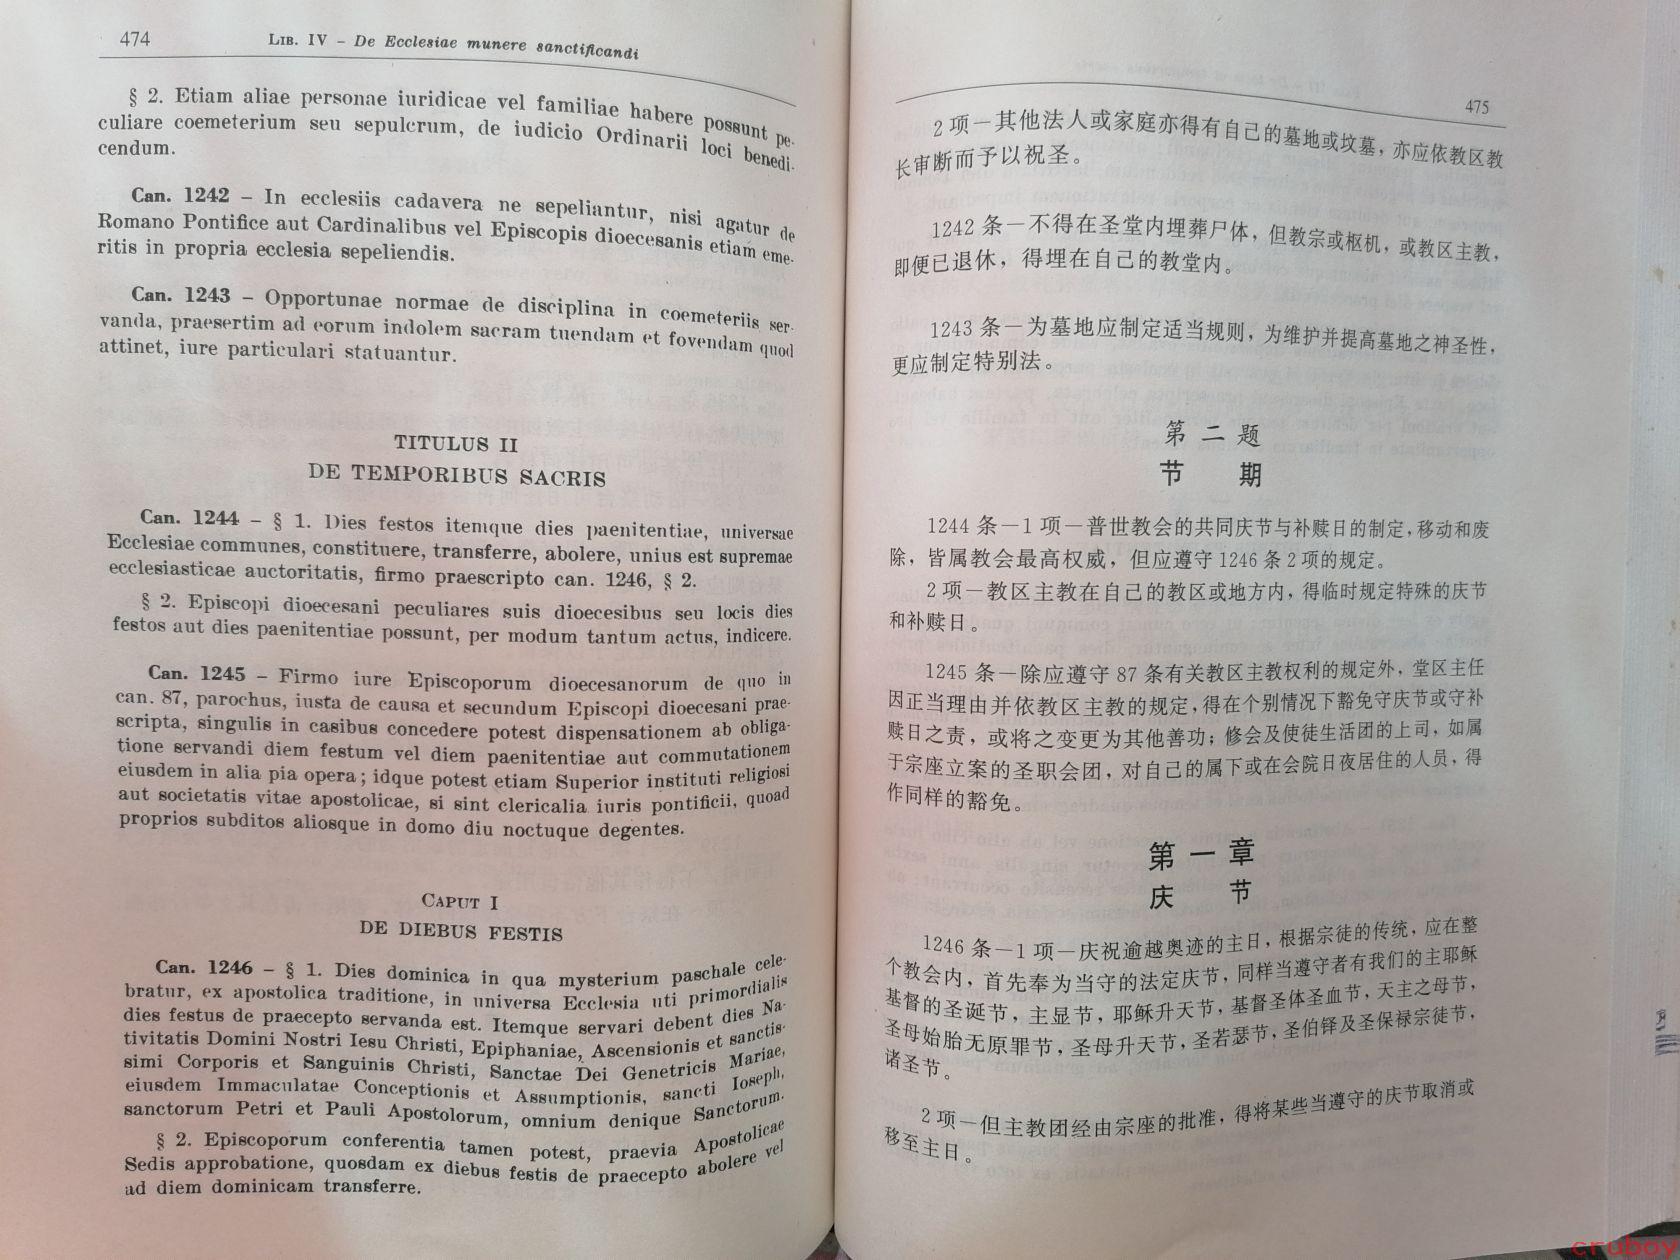 474
LIB. IV – De Ecclesiae munere sanctificandi
§ 2. Etiam aliae personae iuridicae vel familiae habere possunt pe-
culiare coemeterium seu sepulcrum, de iudicio Ordinarii loci benedi-
cendum.
Can. 1242 – In ecclesiis cadavera ne sepeliantur, nisi agatur de
Romano Pontifice aut Cardinalibus vel Episcopis dioecesanis etiam eme-
ritis in propria ecclesia sepeliendis.
Can. 1243 – Opportunae normae de disciplina in coemeteriis ser-
vanda, praesertim ad eorum indolem sacram tuendam et fovendam quod
attinet, iure particulari statuantur.
TITULUS II
DE TEMPORIBUS SACRIS
Can. 1244 – § 1. Dies festos itemque dies paenitentiae, universae
Ecclesiae communes, constituere, transferre, abolere, unius est supremae
ecclesiasticae auctoritatis, firmo praescripto can. 1246, § 2.
§ 2. Episcopi dioecesani peculiares suis dioecesibus seu locis dies
festos aut dies paenitentiae possunt, per modum tantum actus, indicere.
Can. 1245 – Firmo iure Episcoporum dioecesanorum de quo in
can. 87, parochus, iusta de causa et secundum Episcopi dioecesani prae-
scripta, singulis in casibus concedere potest dispensationem ab obliga-
tione servandi diem festum vel diem paenitentiae aut commutationem
eiusdem in alia pia opera; idque potest etiam Superior instituti religiosi
aut societatis vitae apostolicae, si sint clericalia iuris pontificii, quoad
proprios subditos aliosque in domo diu noctuque degentes.
CAPUT I
DE DIEBUS FESTIS
Can. 1246 – § 1. Dies dominica in qua mysterium paschale cele-
bratur, ex apostolica traditione, in universa Ecclesia uti primordialis
dies festus de praecepto servanda est. Itemque servari debent dies Na-
tivitatis Domini Nostri Iesu Christi, Epiphaniae, Ascensionis et sanctis-
simi Corporis et Sanguinis Christi, Sanctae Dei Genetricis Mariae,
eiusdem Immaculatae Conceptionis et Assumptionis, sancti Ioseph,
sanctorum Petri et Pauli Apostolorum, omnium denique Sanctorum.
§ 2. Episcoporum conferentia tamen potest, praevia Apostolicae
Sedis approbatione, quosdam ex diebus festis de praecepto abolere vel
ad diem dominicam transferre.
475
2 项—其他法人或家庭亦得有自己的墓地或坟墓，亦应依教区教
长审断而予以祝圣。
1242 条—不得在圣堂内埋葬尸体，但教宗或枢机，或教区主教，
即便已退休，得埋在自己的教堂内。
1243 条—为墓地应制定适当规则，为维护并提高墓地之神圣性，
更应制定特别法。
第 二 题
节 期
1244 条—1 项—普世教会的共同庆节与补赎日的制定，移动和废
除，皆属教会最高权威，但应遵守 1246 条 2 项的规定。
2 项—教区主教在自己的教区或地方内，得临时规定特殊的庆节
和补赎日。
1245 条—除应遵守 87 条有关教区主教权利的规定外，堂区主任
因正当理由并依教区主教的规定，得在个别情况下豁免守庆节或守补
赎日之责，或将之变更为其他善功；修会及使徒生活团的上司，如属
于宗座立案的圣职会团，对自己的属下或在会院日夜居住的人员，得
作同样的豁免。
第 一 章
庆 节
1246 条—1 项—庆祝逾越奥迹的主日，根据宗徒的传统，应在整
个教会内，首先奉为当守的法定庆节，同样当遵守者有我们的主耶稣
基督的圣诞节，主显节，耶稣升天节，基督圣体圣血节，天主之母节，
圣母始胎无原罪节，圣母升天节，圣若瑟节，圣伯铎及圣保禄宗徒节，
诸圣节。
2 项—但主教团经由宗座的批准，得将某些当遵守的庆节取消或
移至主日。